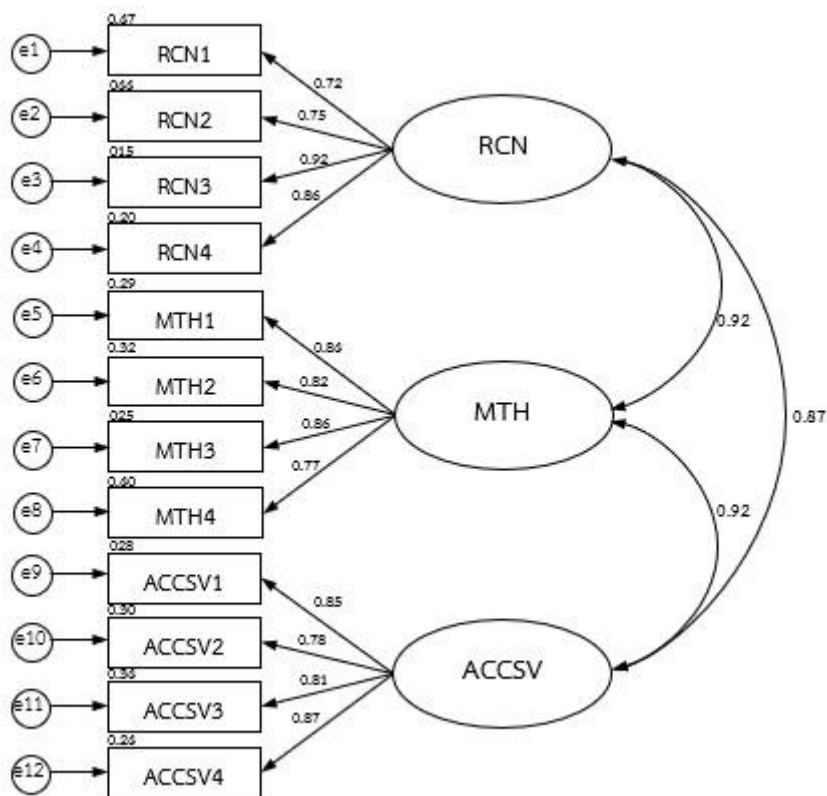 0.67
e1
RCN1
0.72
0.66
e2
RCN2
0.75
RCN
015
e3
RCN3
0.92
0.20
e4
RCN4
0.86
0.29
e5
MTH1
0.86
0.92
0.32
e6
MTH2
0.82
MTH
025
e7
MTH3
0.86
0.87
0.40
e8
MTH4
0.77
0.92
028
e9
ACCSV1
0.85
0.30
e10
ACCSV2
0.78
ACCSV
0.36
e11
ACCSV3
0.81
0.26
e12
ACCSV4
0.87